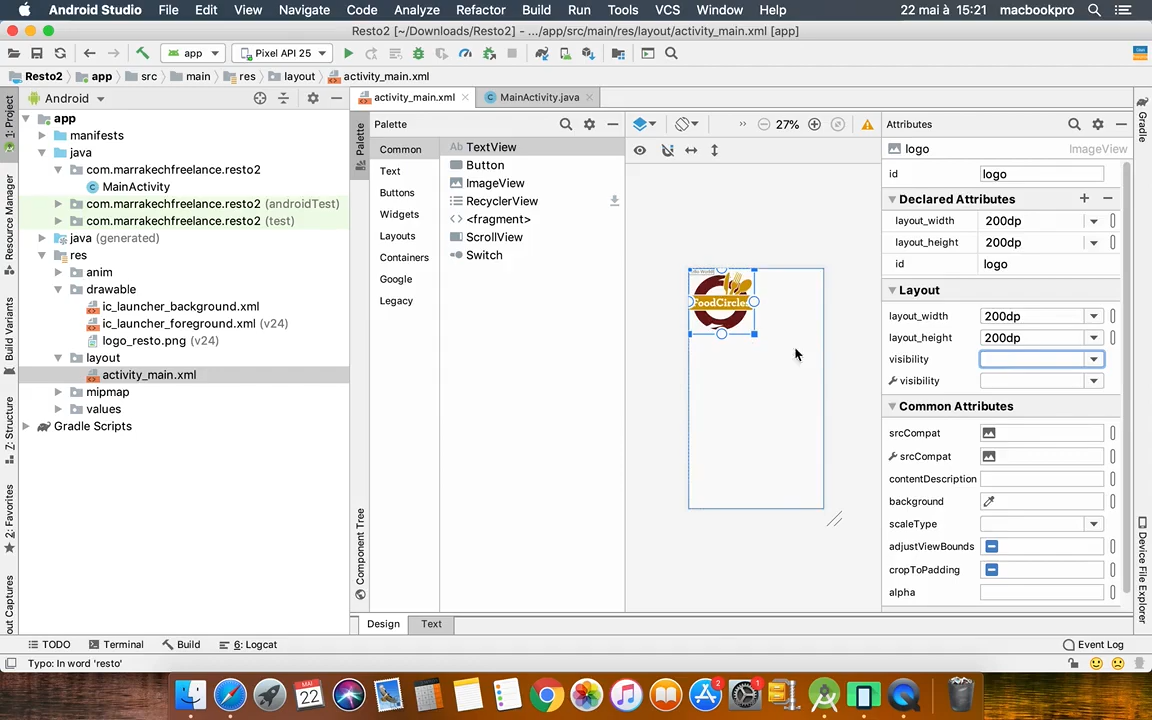 Android Studio File Edit View Navigate Code Analyze Refactor Build Run Tools VCS Window Help 22 mai à 15:21 macbookpro
Resto2 [~/Downloads/Resto2] - .../app/src/main/res/layout/activity_main.xml [app]
app Pixel API 25
Resto2 app src main res layout activity_main.xml
Android
activity_main.xml MainActivity.java
Palette 27% Attributes
app
manifests
java
com.marrakechfreelance.resto2
MainActivity
com.marrakechfreelance.resto2 (androidTest)
com.marrakechfreelance.resto2 (test)
java (generated)
res
anim
drawable
ic_launcher_background.xml
ic_launcher_foreground.xml (v24)
logo_resto.png (v24)
layout
activity_main.xml
mipmap
values
Gradle Scripts
1: Project
Resource Manager
Build Variants
Z: Structure
2: Favorites
out Captures
Palette
Component Tree
Common
Text
Buttons
Widgets
Layouts
Containers
Google
Legacy
Ab TextView
Button
ImageView
RecyclerView
<fragment>
ScrollView
Switch
FoodCircles
logo ImageView
id logo
Declared Attributes
layout_width 200dp
layout_height 200dp
id logo
Layout
layout_width 200dp
layout_height 200dp
visibility
visibility
Common Attributes
srcCompat
srcCompat
contentDescription
background
scaleType
adjustViewBounds
cropToPadding
alpha
Gradle
Device File Explorer
Design Text
TODO Terminal Build 6: Logcat Event Log
Typo: In word 'resto'
22
2
1